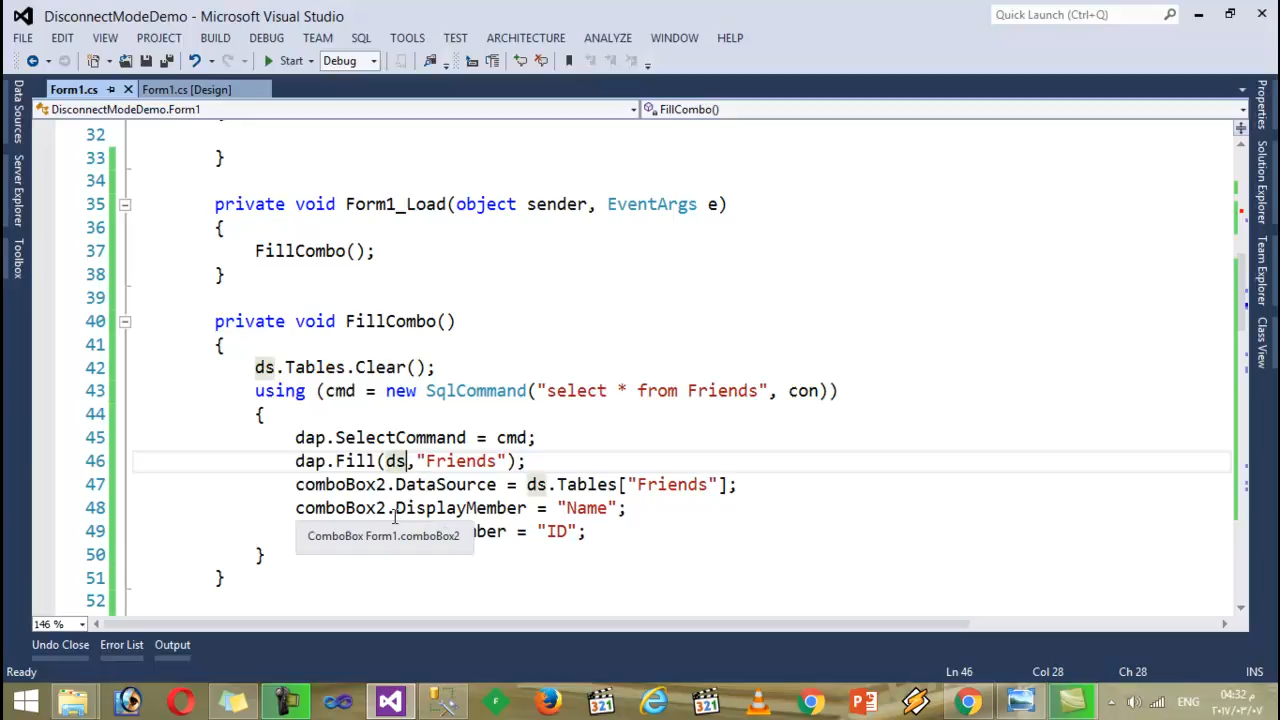 DisconnectModeDemo - Microsoft Visual Studio
Quick Launch (Ctrl+Q)
FILE EDIT VIEW PROJECT BUILD DEBUG TEAM SQL TOOLS TEST ARCHITECTURE ANALYZE WINDOW HELP
Start Debug
Form1.cs Form1.cs [Design]
DisconnectModeDemo.Form1 FillCombo()
Data Sources
Server Explorer
Toolbox
32
33 }
34
35 private void Form1_Load(object sender, EventArgs e)
36 {
37 FillCombo();
38 }
39
40 private void FillCombo()
41 {
42 ds.Tables.Clear();
43 using (cmd = new SqlCommand("select * from Friends", con))
44 {
45 dap.SelectCommand = cmd;
46 dap.Fill(ds,"Friends");
47 comboBox2.DataSource = ds.Tables["Friends"];
48 comboBox2.DisplayMember = "Name";
49 mber = "ID";
ComboBox Form1.comboBox2
50 }
51 }
52
Properties
Solution Explorer
Team Explorer
Class View
146 %
Undo Close Error List Output
Ready Ln 46 Col 28 Ch 28 INS
321 321 ENG 04:32 م
٢٠١٧/٠٣/٠٧